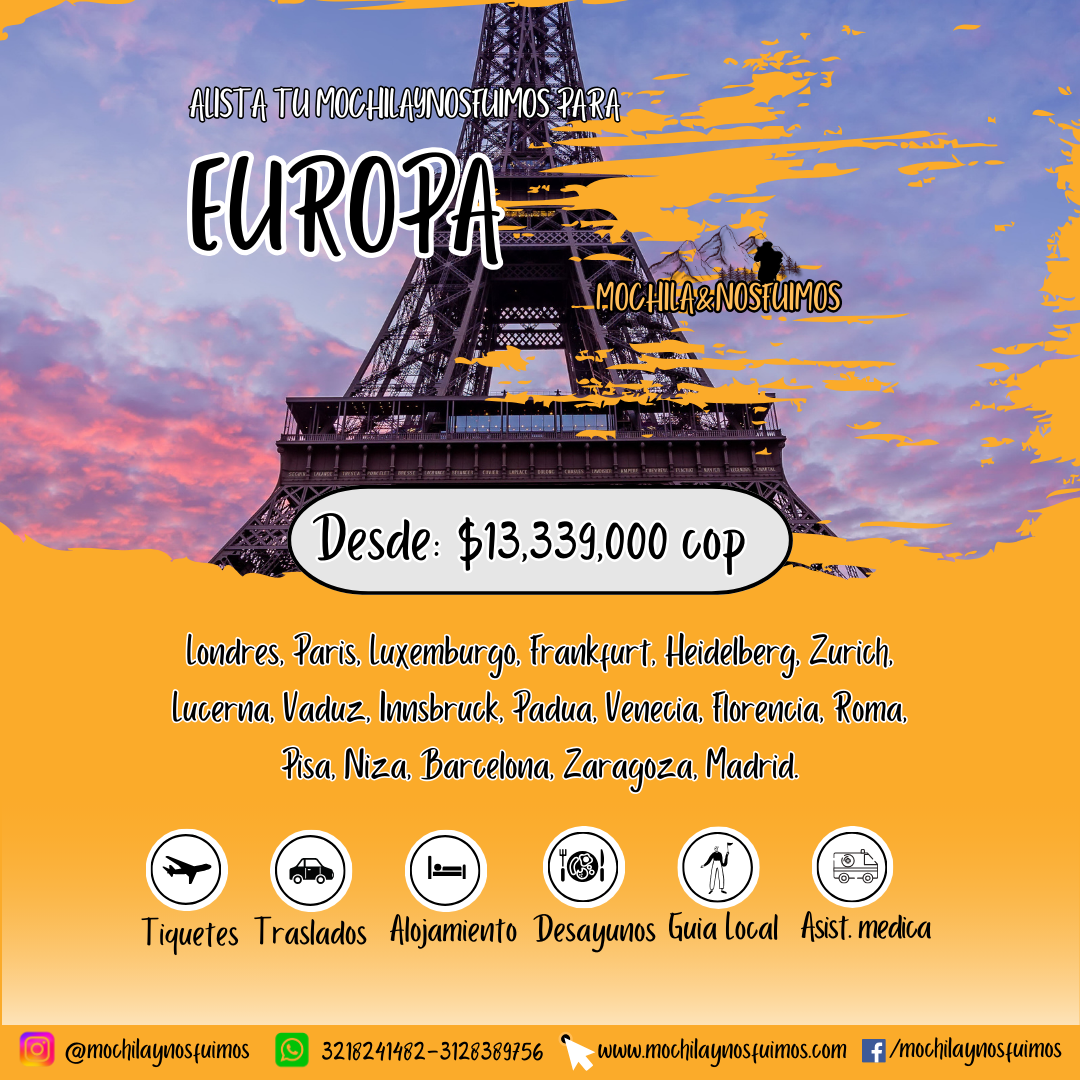 ALISTA TU MOCHILAYNOSFUIMOS PARA
EUROPA
MOCHILA&NOSFUIMOS
Desde: $13,339,000 cop
Londres, Paris, Luxemburgo, Frankfurt, Heidelberg, Zurich,
Lucerna, Vaduz, Innsbruck, Padua, Venecia, Florencia, Roma,
Pisa, Niza, Barcelona, Zaragoza, Madrid.
Tiquetes Traslados Alojamiento Desayunos Guia Local Asist. medica
@mochilaynosfuimos 3218241482-3128389756 www.mochilaynosfuimos.com /mochilaynosfuimos